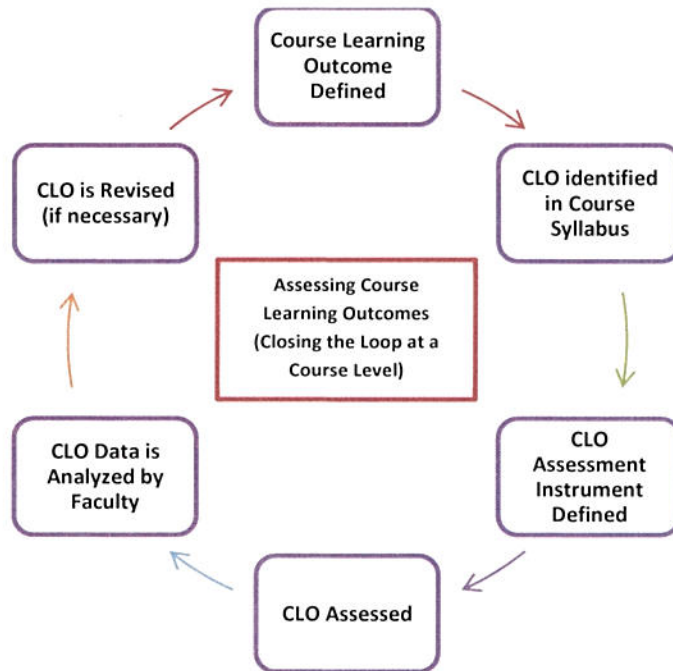 Course Learning
Outcome
Defined
CLO identified
in Course
Syllabus
CLO
Assessment
Instrument
Defined
CLO Assessed
CLO Data is
Analyzed by
Faculty
CLO is Revised
(if necessary)
Assessing Course
Learning Outcomes
(Closing the Loop at a
Course Level)